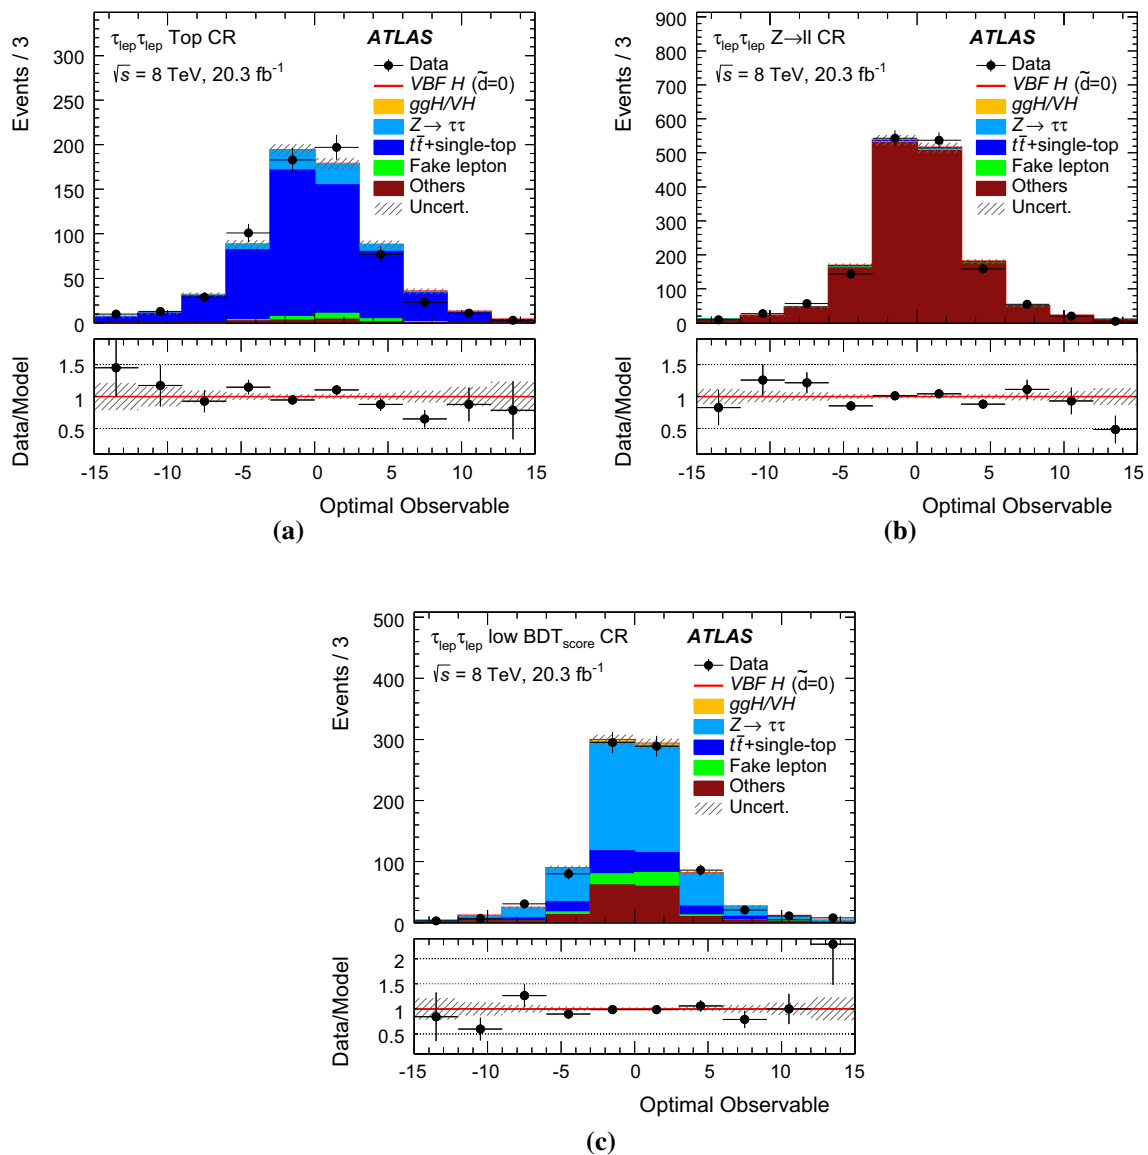 τlepτlep Top CR
√s = 8 TeV, 20.3 fb-1
ATLAS
Data
VBF H (d̃=0)
ggH/VH
Z→ ττ
tt̄+single-top
Fake lepton
Others
Uncert.
Events / 3
350
300
250
200
150
100
50
0
Data/Model
1.5
1
0.5
-15 -10 -5 0 5 10 15
Optimal Observable
(a)
τlepτlep Z→ll CR
√s = 8 TeV, 20.3 fb-1
ATLAS
Data
VBF H (d̃=0)
ggH/VH
Z→ ττ
tt̄+single-top
Fake lepton
Others
Uncert.
Events / 3
900
800
700
600
500
400
300
200
100
0
Data/Model
1.5
1
0.5
-15 -10 -5 0 5 10 15
Optimal Observable
(b)
τlepτlep low BDTscore CR
√s = 8 TeV, 20.3 fb-1
ATLAS
Data
VBF H (d̃=0)
ggH/VH
Z→ ττ
tt̄+single-top
Fake lepton
Others
Uncert.
Events / 3
500
400
300
200
100
0
Data/Model
2
1.5
1
0.5
-15 -10 -5 0 5 10 15
Optimal Observable
(c)